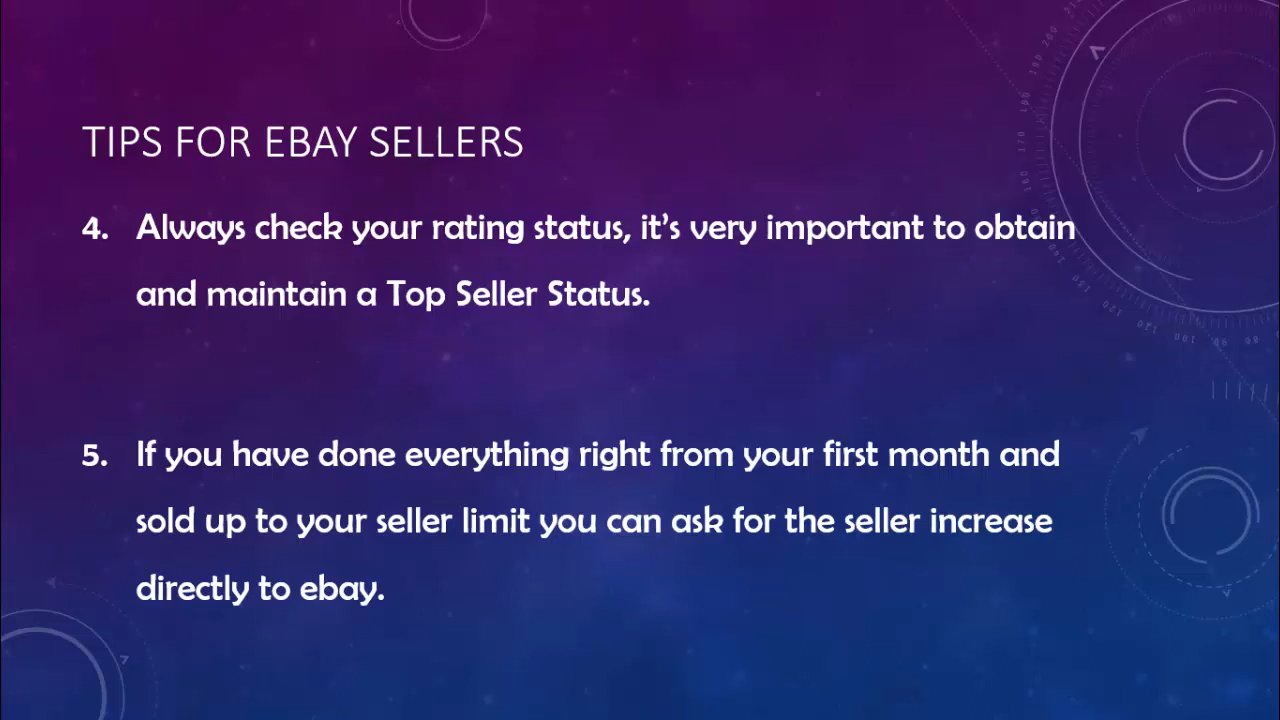 TIPS FOR EBAY SELLERS
4. Always check your rating status, it's very important to obtain
and maintain a Top Seller Status.
5. If you have done everything right from your first month and
sold up to your seller limit you can ask for the seller increase
directly to ebay.